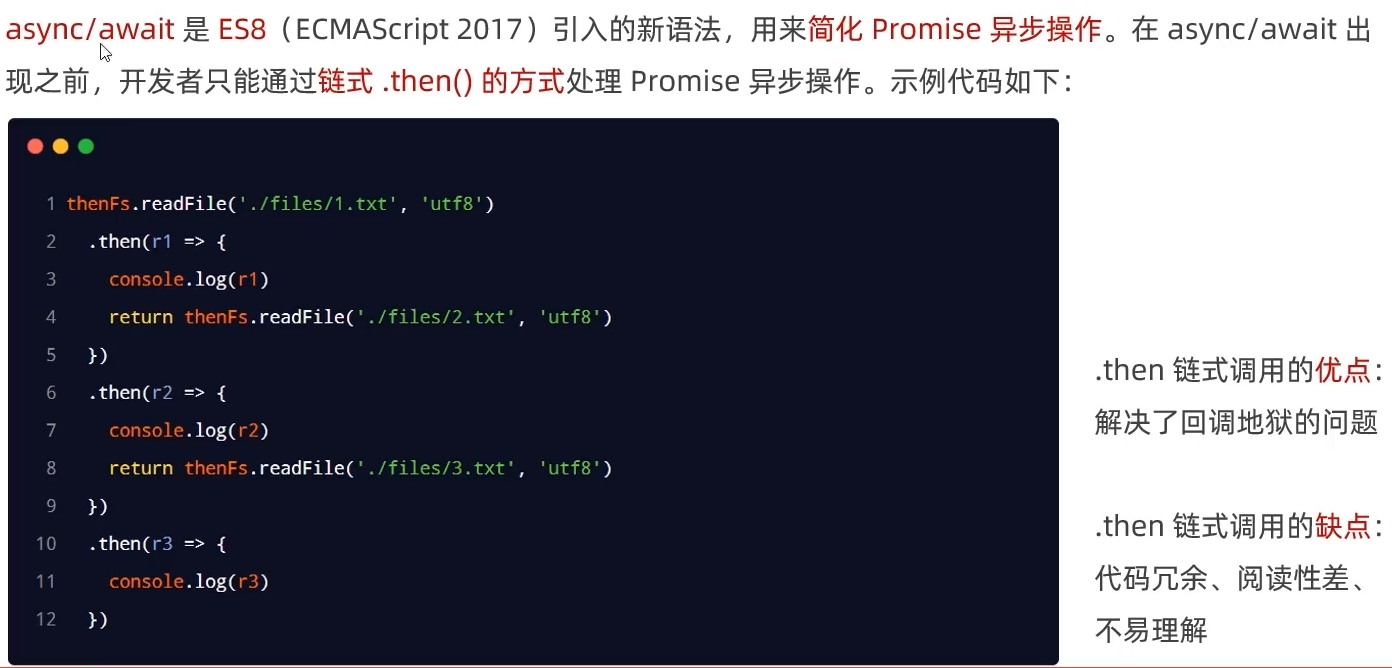 async/await 是 ES8（ECMAScript 2017）引入的新语法，用来简化 Promise 异步操作。在 async/await 出
现之前，开发者只能通过链式 .then() 的方式处理 Promise 异步操作。示例代码如下：
1 thenFs.readFile('./files/1.txt', 'utf8')
2   .then(r1 => {
3     console.log(r1)
4     return thenFs.readFile('./files/2.txt', 'utf8')
5   })
6   .then(r2 => {
7     console.log(r2)
8     return thenFs.readFile('./files/3.txt', 'utf8')
9   })
10   .then(r3 => {
11     console.log(r3)
12   })
.then 链式调用的优点：
解决了回调地狱的问题
.then 链式调用的缺点：
代码冗余、阅读性差、
不易理解